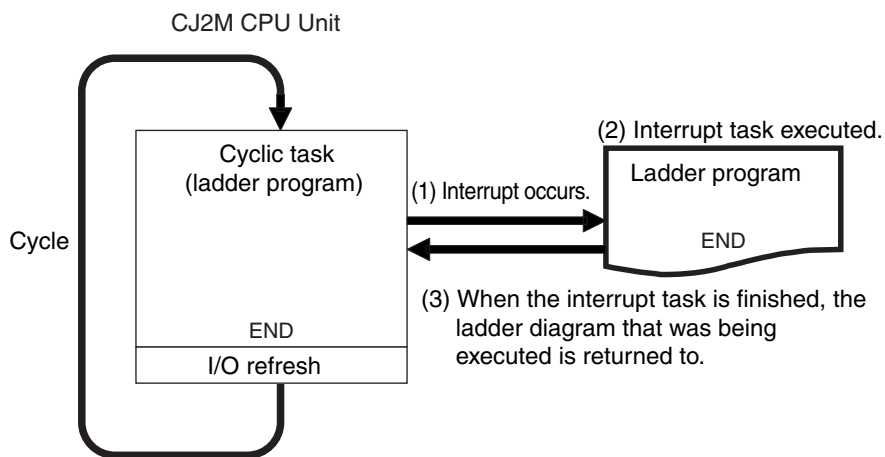 CJ2M CPU Unit
Cyclic task
(ladder program)
(1) Interrupt occurs.
(2) Interrupt task executed.
Ladder program
END
Cycle
(3) When the interrupt task is finished, the
ladder diagram that was being
executed is returned to.
END
I/O refresh